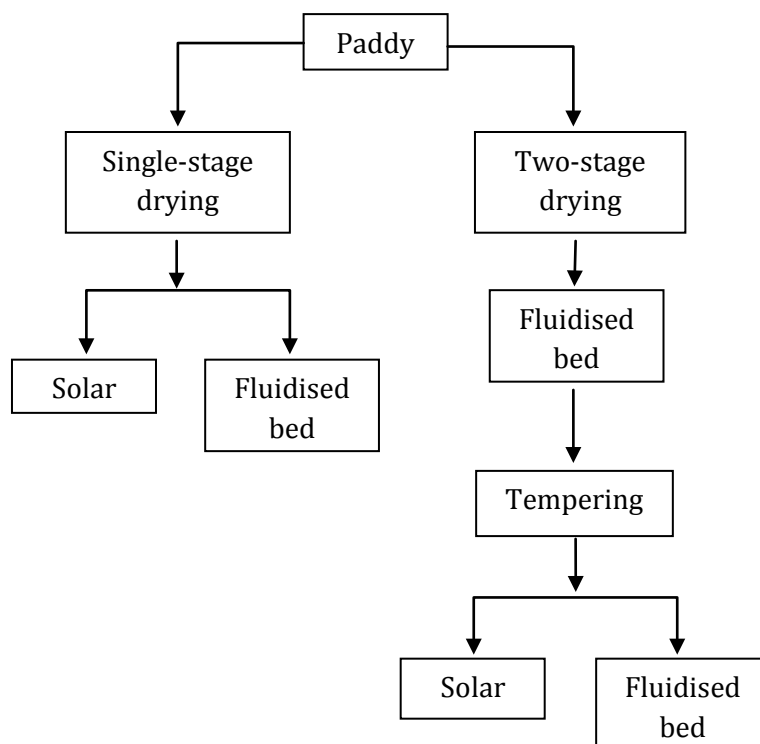 Paddy
Single-stage
drying
Two-stage
drying
Fluidised
bed
Solar
Fluidised
bed
Tempering
Solar
Fluidised
bed